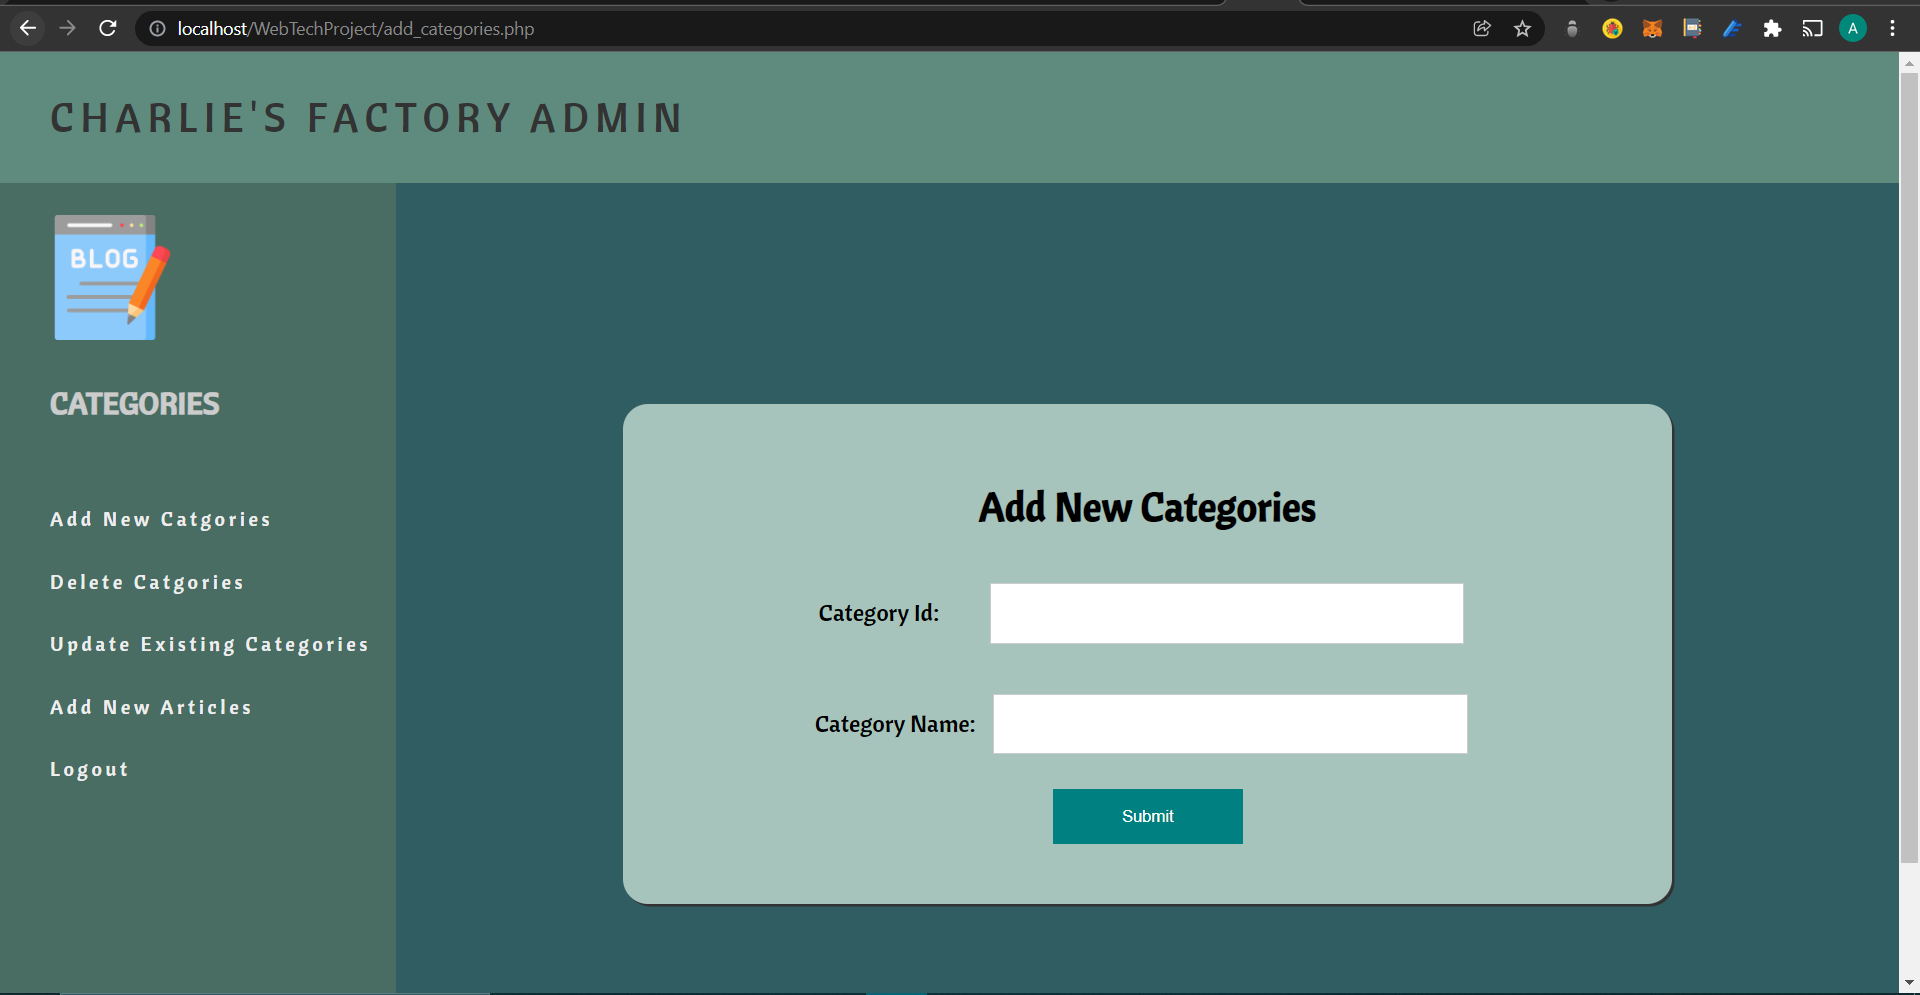 localhost/WebTechProject/add_categories.php
A
CHARLIE'S FACTORY ADMIN
BLOG
CATEGORIES
Add New Catgories
Delete Catgories
Update Existing Categories
Add New Articles
Logout
Add New Categories
Category Id:
Category Name:
Submit